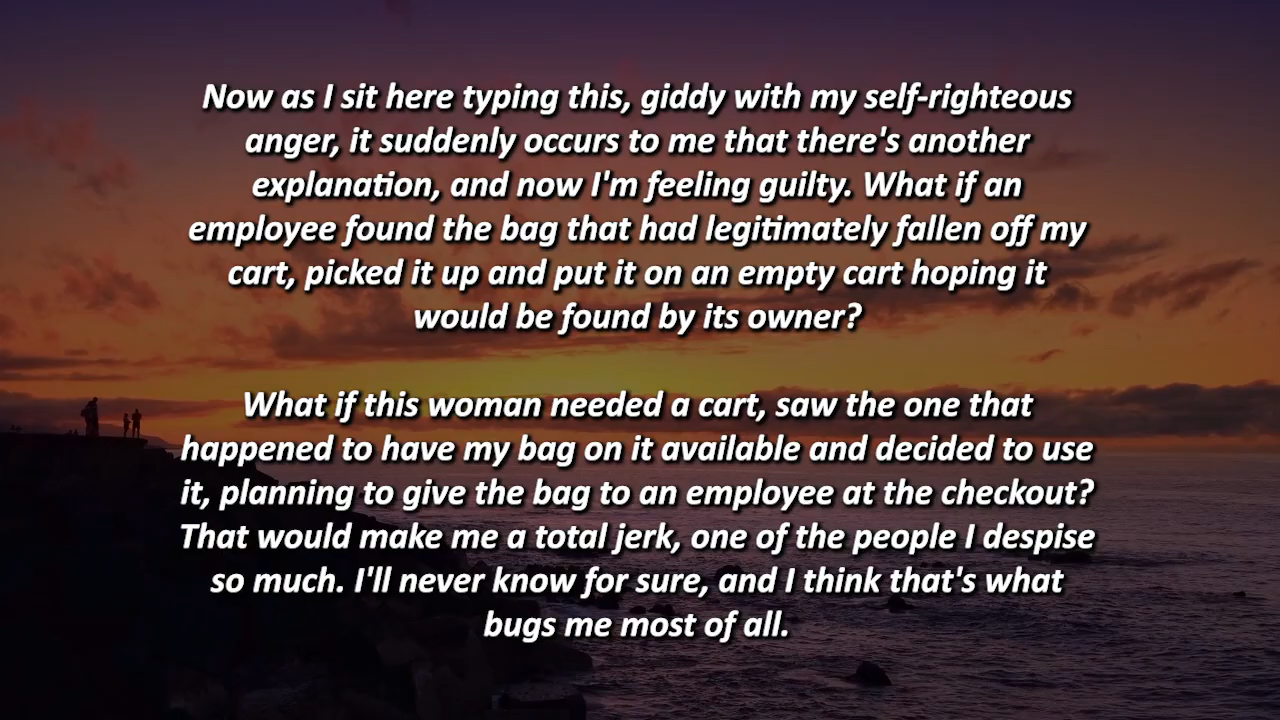 Now as I sit here typing this, giddy with my self-righteous
anger, it suddenly occurs to me that there's another
explanation, and now I'm feeling guilty. What if an
employee found the bag that had legitimately fallen off my
cart, picked it up and put it on an empty cart hoping it
would be found by its owner?
What if this woman needed a cart, saw the one that
happened to have my bag on it available and decided to use
it, planning to give the bag to an employee at the checkout?
That would make me a total jerk, one of the people I despise
so much. I'll never know for sure, and I think that's what
bugs me most of all.